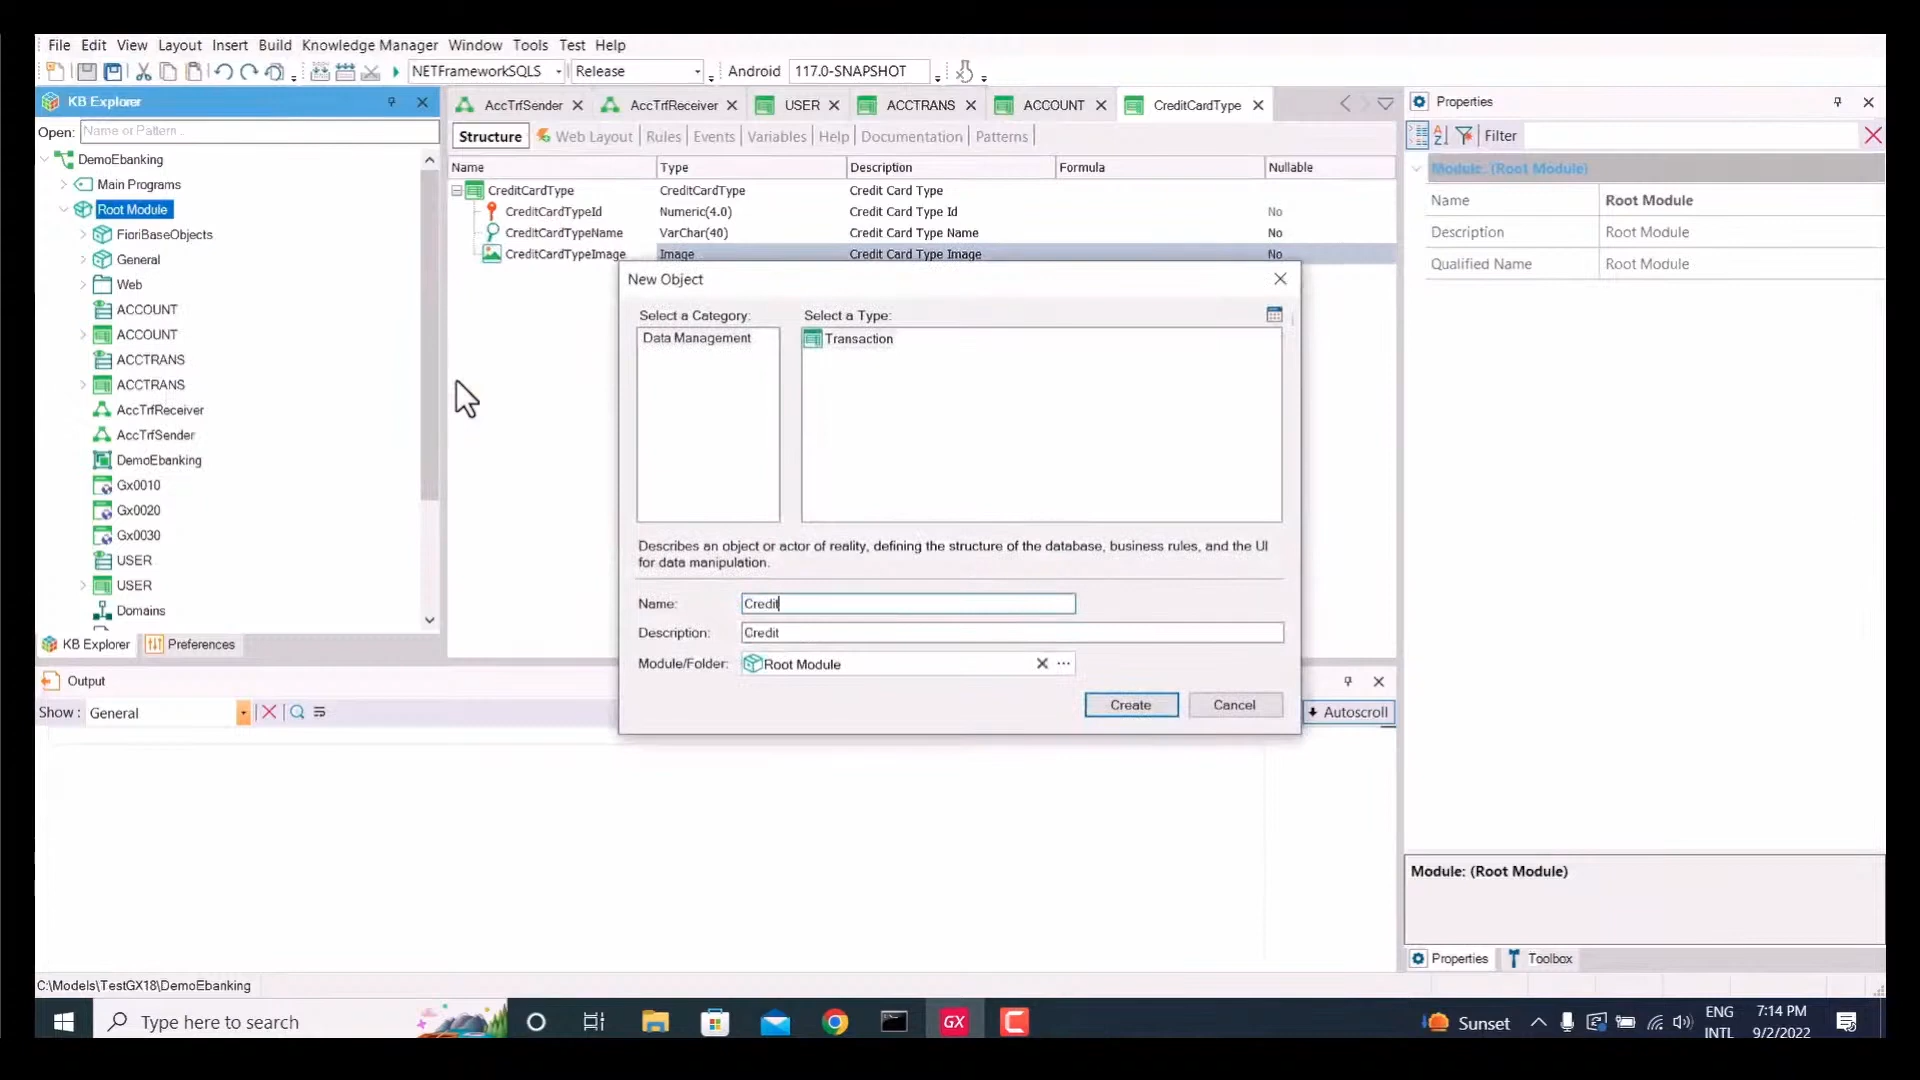 File Edit View Layout Insert Build Knowledge Manager Window Tools Test Help
NETFrameworkSQLS Release Android 117.0-SNAPSHOT
KB Explorer
Open: Name or Pattern ..
DemoEbanking
Main Programs
Root Module
FioriBaseObjects
General
Web
ACCOUNT
ACCOUNT
ACCTRANS
ACCTRANS
AccTrfReceiver
AccTrfSender
DemoEbanking
Gx0010
Gx0020
Gx0030
USER
USER
Domains
KB Explorer Preferences
AccTrfSender AccTrfReceiver USER ACCTRANS ACCOUNT CreditCardType
Structure Web Layout Rules Events Variables Help Documentation Patterns
Name Type Description Formula Nullable
CreditCardType CreditCardType Credit Card Type
CreditCardTypeId Numeric(4.0) Credit Card Type Id No
CreditCardTypeName VarChar(40) Credit Card Type Name No
CreditCardTypeImage Image Credit Card Type Image No
New Object
Select a Category: Select a Type:
Data Management Transaction
Describes an object or actor of reality, defining the structure of the database, business rules, and the UI
for data manipulation.
Name: Credit
Description: Credit
Module/Folder: Root Module ...
Create Cancel
Properties
Filter
Module: (Root Module)
Name Root Module
Description Root Module
Qualified Name Root Module
Module: (Root Module)
Properties Toolbox
Output
Show : General Autoscroll
C:\Models\TestGX18\DemoEbanking
Type here to search GX Sunset ENG 7:14 PM
INTL 9/2/2022